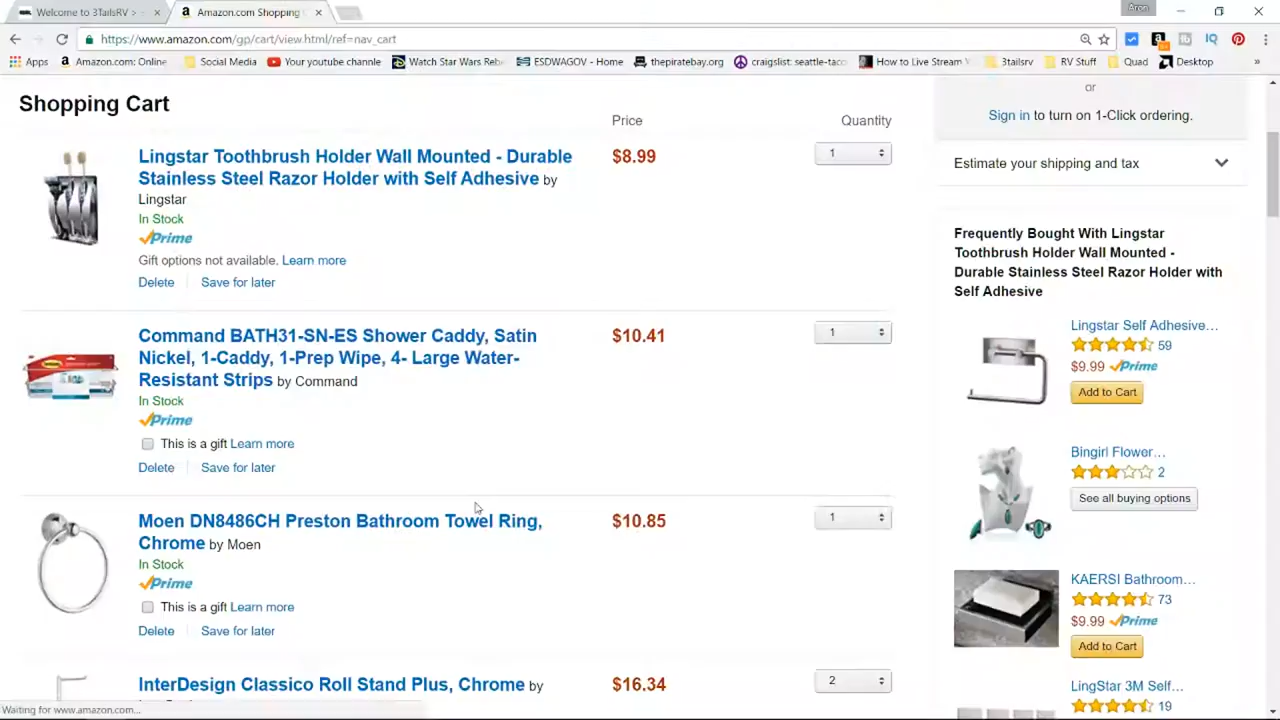 Welcome to 3TailsRV >
Amazon.com Shopping
Aron
https://www.amazon.com/gp/cart/view.html/ref=nav_cart
Apps
Amazon.com: Online
Social Media
Your youtube channle
Watch Star Wars Reb
ESDWAGOV - Home
thepiratebay.org
craigslist: seattle-taco
How to Live Stream
3tailsrv
RV Stuff
Quad
Desktop
»
Shopping Cart
Price
Quantity
Lingstar Toothbrush Holder Wall Mounted - Durable
Stainless Steel Razor Holder with Self Adhesive by
Lingstar
In Stock
Prime
Gift options not available. Learn more
Delete
Save for later
$8.99
1
Command BATH31-SN-ES Shower Caddy, Satin
Nickel, 1-Caddy, 1-Prep Wipe, 4- Large Water-
Resistant Strips by Command
In Stock
Prime
This is a gift Learn more
Delete
Save for later
$10.41
1
Moen DN8486CH Preston Bathroom Towel Ring,
Chrome by Moen
In Stock
Prime
This is a gift Learn more
Delete
Save for later
$10.85
1
InterDesign Classico Roll Stand Plus, Chrome by
$16.34
2
or
Sign in to turn on 1-Click ordering.
Estimate your shipping and tax
Frequently Bought With Lingstar
Toothbrush Holder Wall Mounted -
Durable Stainless Steel Razor Holder with
Self Adhesive
Lingstar Self Adhesive...
59
$9.99 Prime
Add to Cart
Bingirl Flower...
2
See all buying options
KAERSI Bathroom...
73
$9.99 Prime
Add to Cart
LingStar 3M Self...
19
Waiting for www.amazon.com...